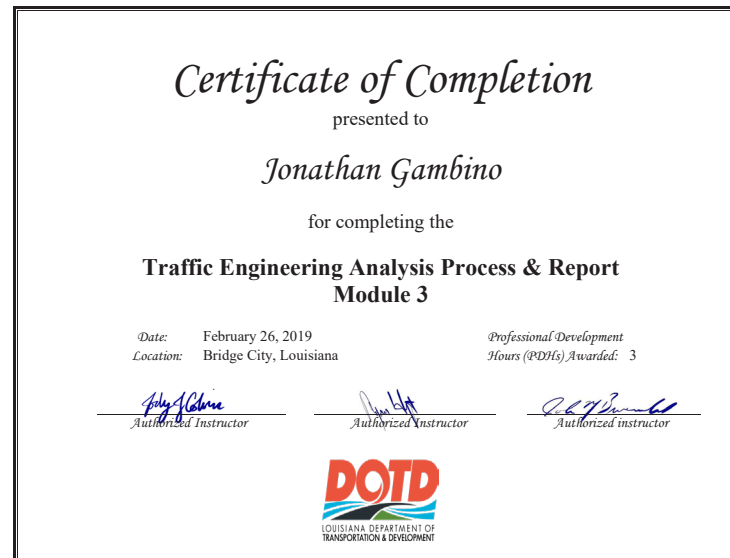 Certificate of Completion
presented to
Jonathan Gambino
for completing the
Traffic Engineering Analysis Process & Report
Module 3
Date: February 26, 2019
Location: Bridge City, Louisiana
Professional Development
Hours (PDHs) Awarded: 3
Authorized Instructor
Authorized Instructor
Authorized instructor
DOTD
LOUISIANA DEPARTMENT OF
TRANSPORTATION & DEVELOPMENT